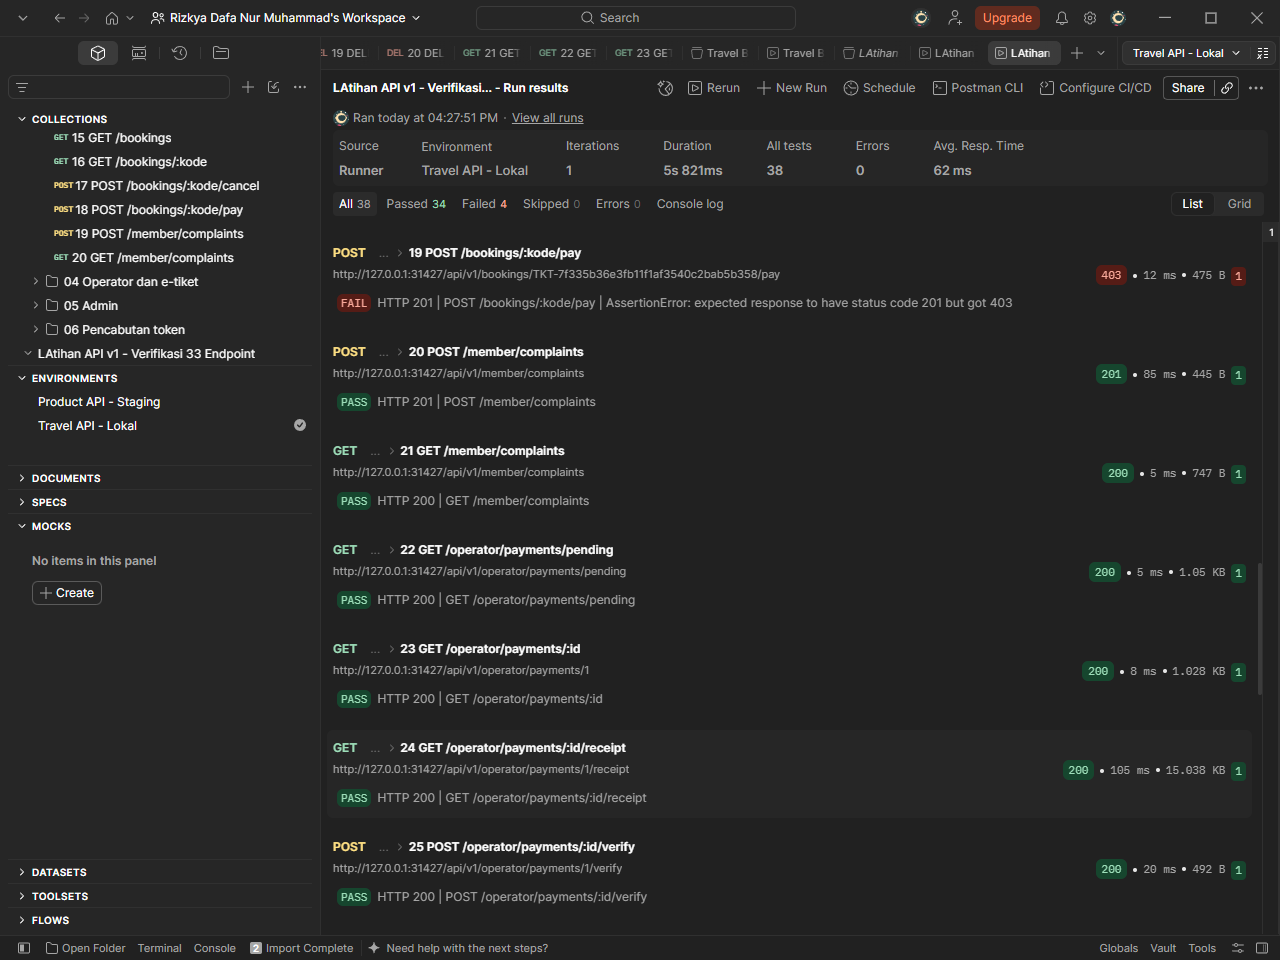 Rizkya Dafa Nur Muhammad's Workspace
Search
Upgrade
19 DEL
DEL 20 DEL
GET 21 GET
GET 22 GET
GET 23 GET
Travel B
Travel B
LAtihan
LAtihan
LAtihan
Travel API - Lokal
COLLECTIONS
GET 15 GET /bookings
GET 16 GET /bookings/:kode
POST 17 POST /bookings/:kode/cancel
POST 18 POST /bookings/:kode/pay
POST 19 POST /member/complaints
GET 20 GET /member/complaints
04 Operator dan e-tiket
05 Admin
06 Pencabutan token
LAtihan API v1 - Verifikasi 33 Endpoint
ENVIRONMENTS
Product API - Staging
Travel API - Lokal
DOCUMENTS
SPECS
MOCKS
No items in this panel
Create
DATASETS
TOOLSETS
FLOWS
LAtihan API v1 - Verifikasi... - Run results
Rerun
New Run
Schedule
Postman CLI
Configure CI/CD
Share
Ran today at 04:27:51 PM · View all runs
Source Environment Iterations Duration All tests Errors Avg. Resp. Time
Runner Travel API - Lokal 1 5s 821ms 38 0 62 ms
All 38 Passed 34 Failed 4 Skipped 0 Errors 0 Console log
List Grid
1
POST ... > 19 POST /bookings/:kode/pay
http://127.0.0.1:31427/api/v1/bookings/TKT-7f335b36e3fb11f1af3540c2bab5b358/pay
403 • 12 ms • 475 B 1
FAIL HTTP 201 | POST /bookings/:kode/pay | AssertionError: expected response to have status code 201 but got 403
POST ... > 20 POST /member/complaints
http://127.0.0.1:31427/api/v1/member/complaints
201 • 85 ms • 445 B 1
PASS HTTP 201 | POST /member/complaints
GET ... > 21 GET /member/complaints
http://127.0.0.1:31427/api/v1/member/complaints
200 • 5 ms • 747 B 1
PASS HTTP 200 | GET /member/complaints
GET ... > 22 GET /operator/payments/pending
http://127.0.0.1:31427/api/v1/operator/payments/pending
200 • 5 ms • 1.05 KB 1
PASS HTTP 200 | GET /operator/payments/pending
GET ... > 23 GET /operator/payments/:id
http://127.0.0.1:31427/api/v1/operator/payments/1
200 • 8 ms • 1.028 KB 1
PASS HTTP 200 | GET /operator/payments/:id
GET ... > 24 GET /operator/payments/:id/receipt
http://127.0.0.1:31427/api/v1/operator/payments/1/receipt
200 • 105 ms • 15.038 KB 1
PASS HTTP 200 | GET /operator/payments/:id/receipt
POST ... > 25 POST /operator/payments/:id/verify
http://127.0.0.1:31427/api/v1/operator/payments/1/verify
200 • 20 ms • 492 B 1
PASS HTTP 200 | POST /operator/payments/:id/verify
Open Folder Terminal Console 2 Import Complete Need help with the next steps? Globals Vault Tools